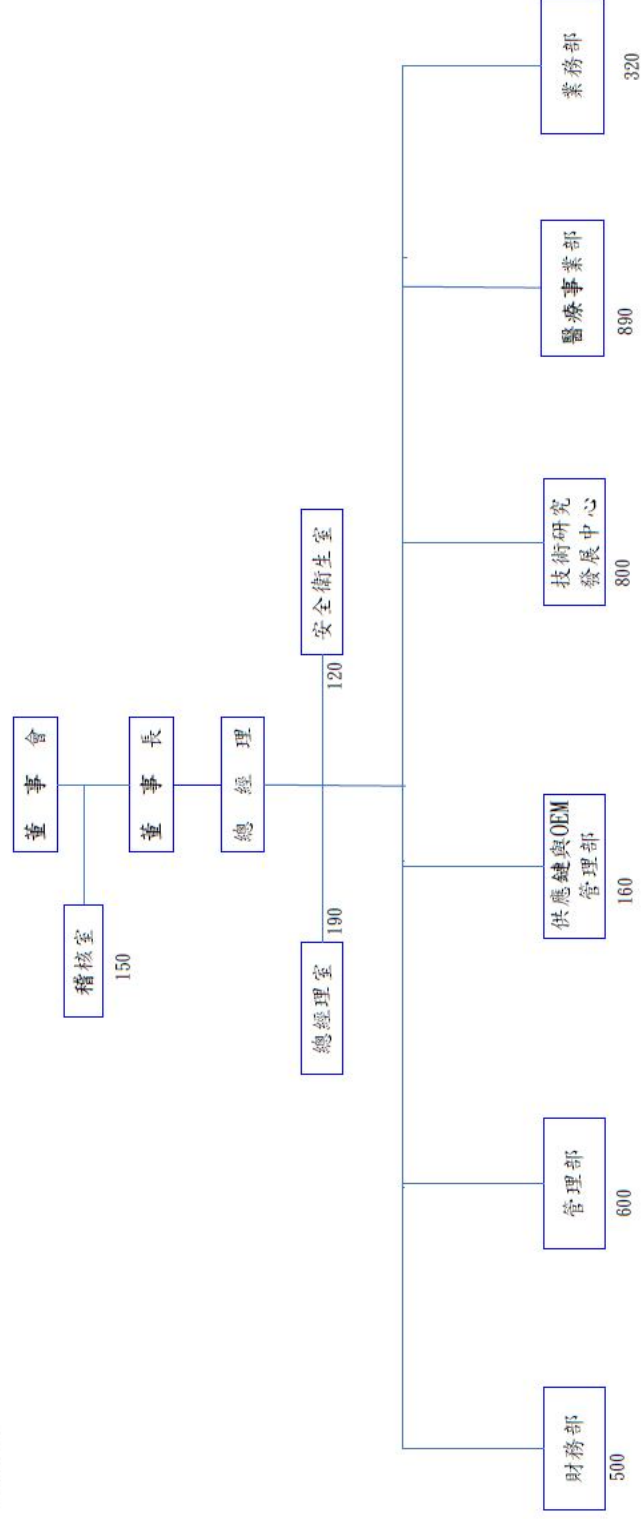 董事會
稽核室
150
董事長
總經理
總經理室
190
安全衛生室
120
財務部
500
管理部
600
供應鏈與OEM
管理部
160
技術研究
發展中心
800
醫療事業部
890
業務部
320